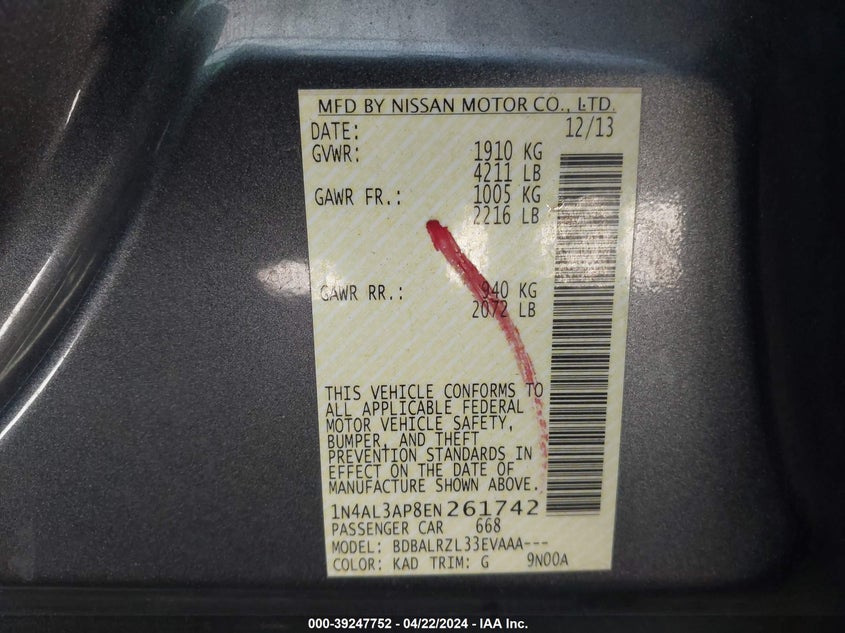 MFD BY NISSAN MOTOR CO., LTD.
DATE: 12/13
GVWR: 1910 KG
4211 LB
GAWR FR.: 1005 KG
2216 LB
GAWR RR.: 940 KG
2072 LB
THIS VEHICLE CONFORMS TO
ALL APPLICABLE FEDERAL
MOTOR VEHICLE SAFETY,
BUMPER, AND THEFT
PREVENTION STANDARDS IN
EFFECT ON THE DATE OF
MANUFACTURE SHOWN ABOVE.
1N4AL3AP8EN261742
PASSENGER CAR 668
MODEL: BDBALRZL33EVAAA---
COLOR: KAD TRIM: G 9N00A
000-39247752 - 04/22/2024 - IAA Inc.